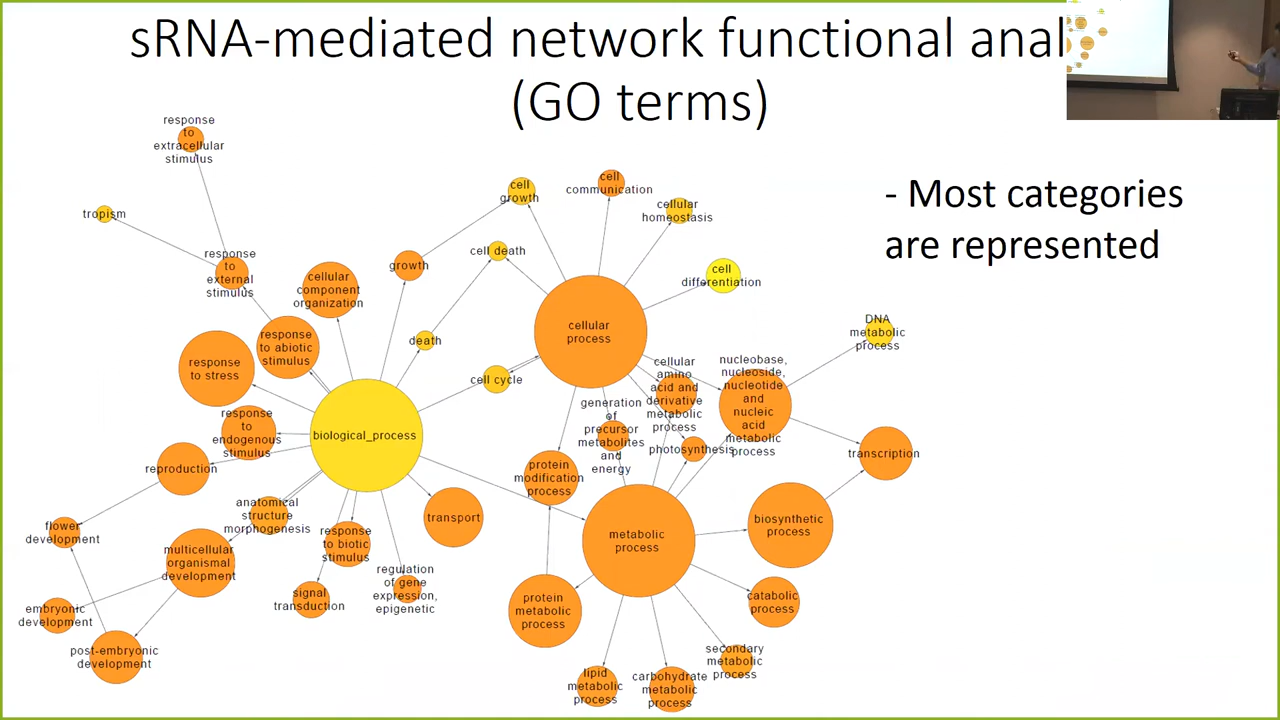 sRNA-mediated network functional anal
(GO terms)
- Most categories
are represented
response
to
extracellular
stimulus
tropism
response
to
external
stimulus
cellular
component
organization
growth
cell
growth
cell
communication
cellular
homeostasis
cell death
cell
differentiation
response
to abiotic
stimulus
death
cellular
process
DNA
metabolic
process
response
to stress
cell cycle
cellular
amino
acid and
derivative
metabolic
process
nucleobase,
nucleoside,
nucleotide
and
nucleic
acid
metabolic
process
response
to
endogenous
stimulus
biological_process
generation
of
precursor
metabolites
and
energy
photosynthesis
transcription
reproduction
protein
modification
process
anatomical
structure
morphogenesis
transport
flower
development
response
to biotic
stimulus
metabolic
process
biosynthetic
process
multicellular
organismal
development
regulation
of gene
expression,
epigenetic
signal
transduction
protein
metabolic
process
catabolic
process
embryonic
development
post-embryonic
development
secondary
metabolic
process
lipid
metabolic
process
carbohydrate
metabolic
process